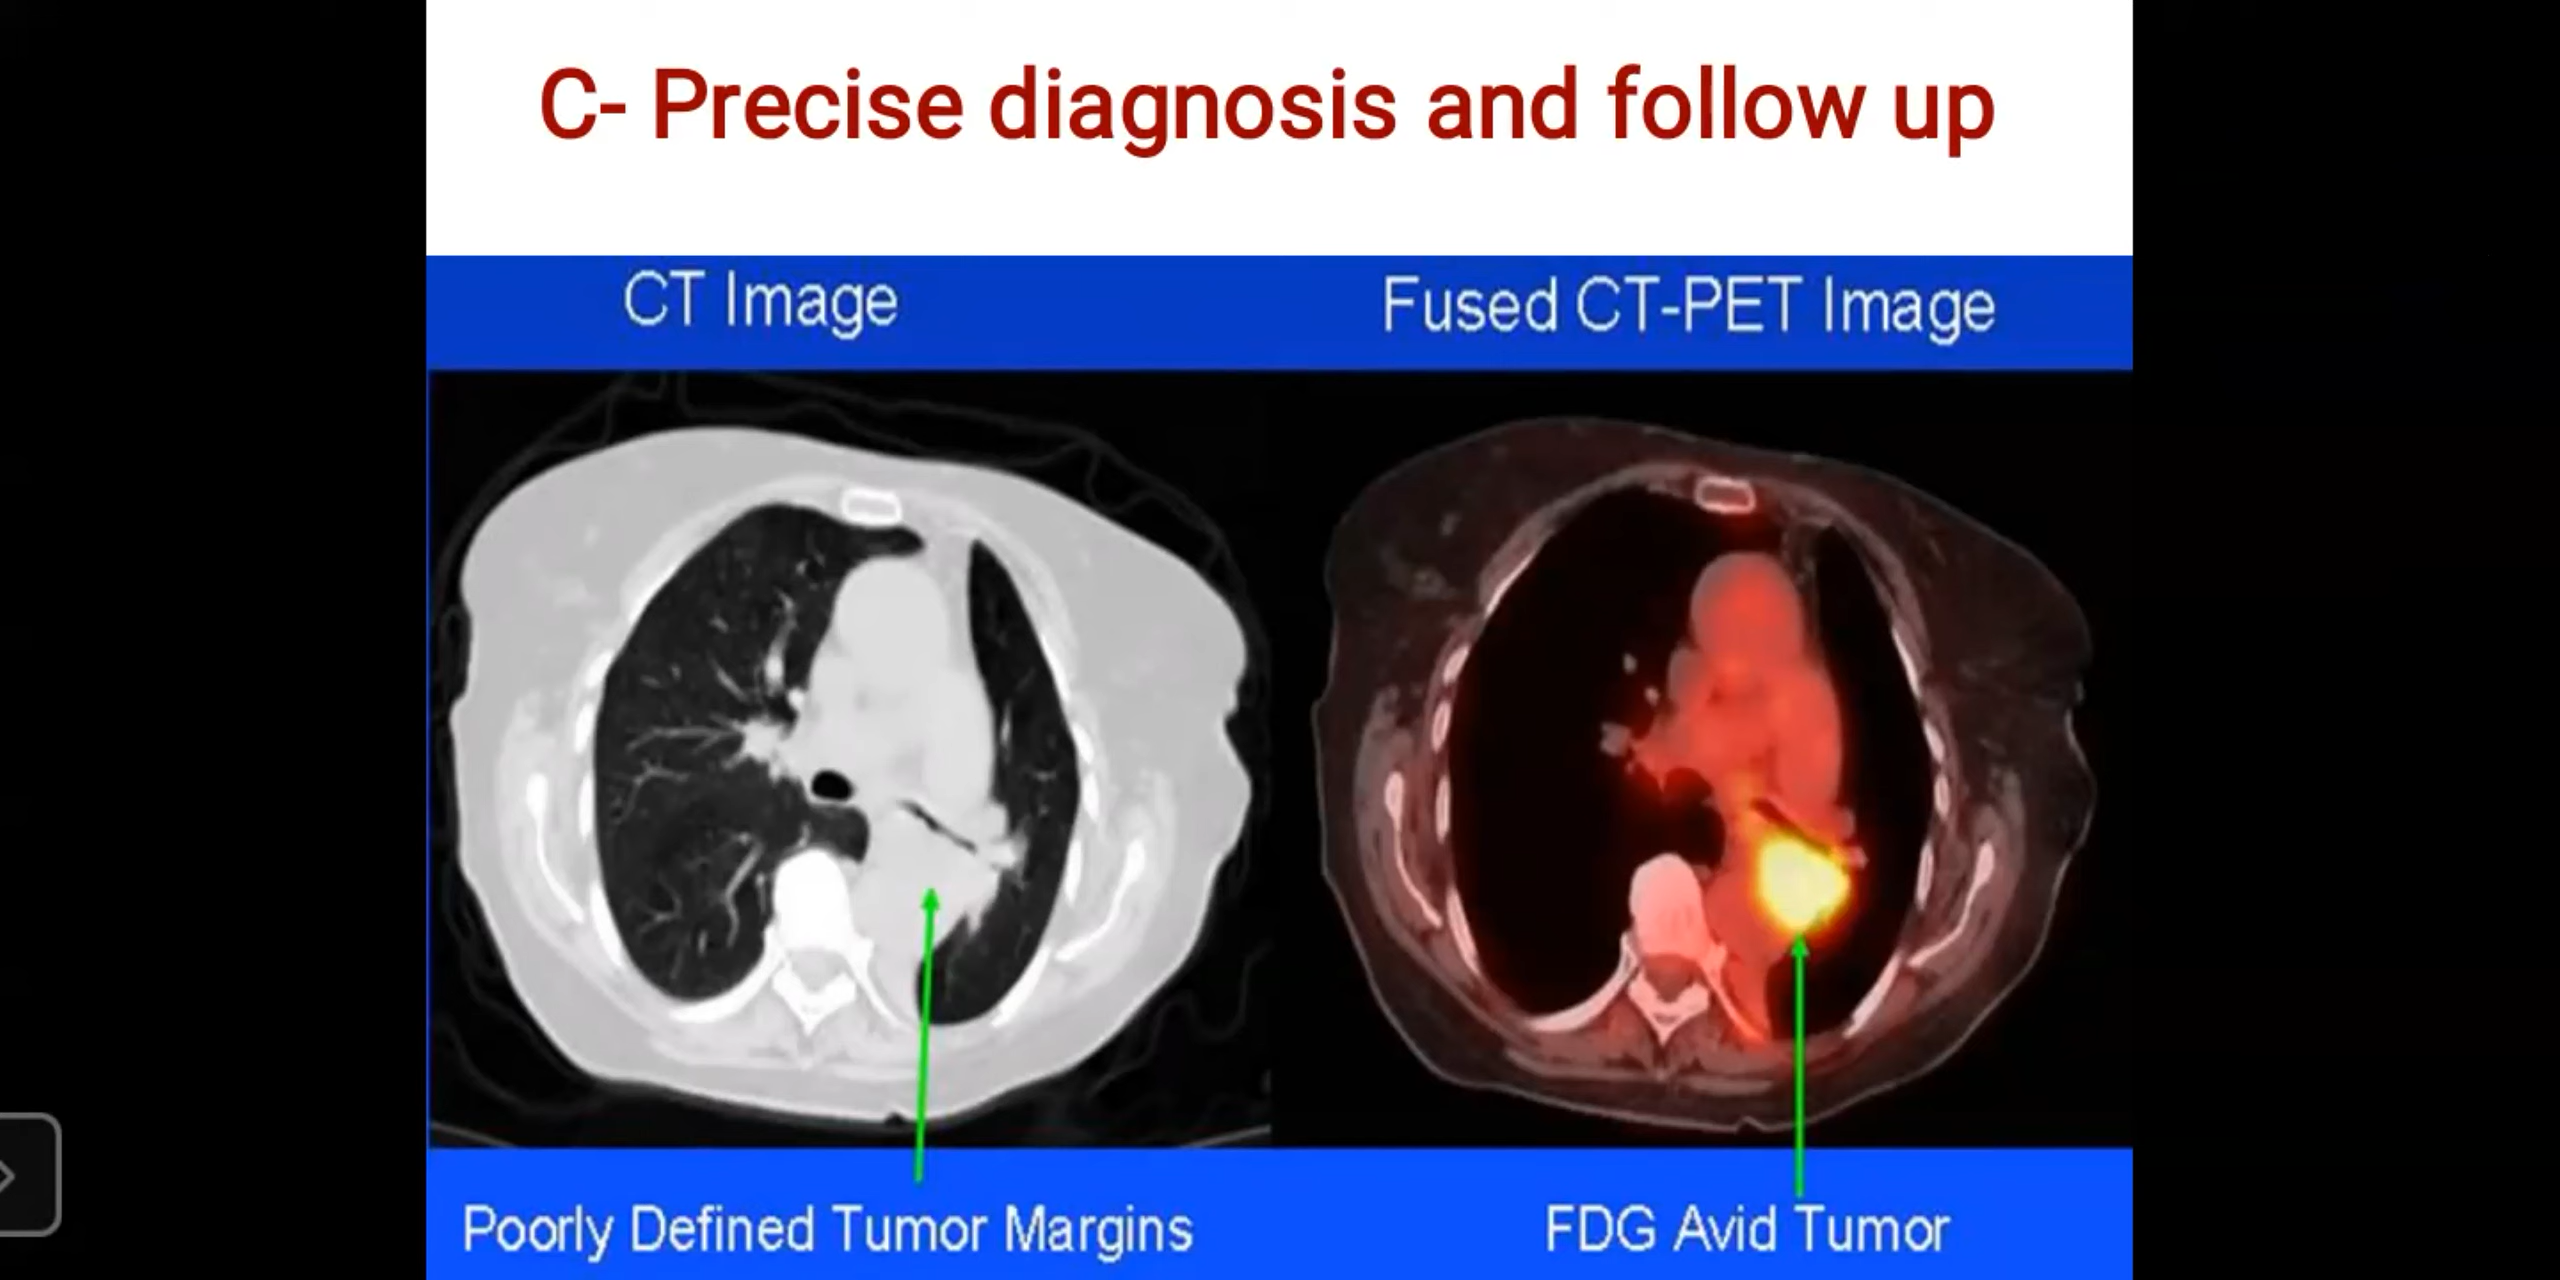 C- Precise diagnosis and follow up
CT Image
Fused CT-PET Image
Poorly Defined Tumor Margins
FDG Avid Tumor